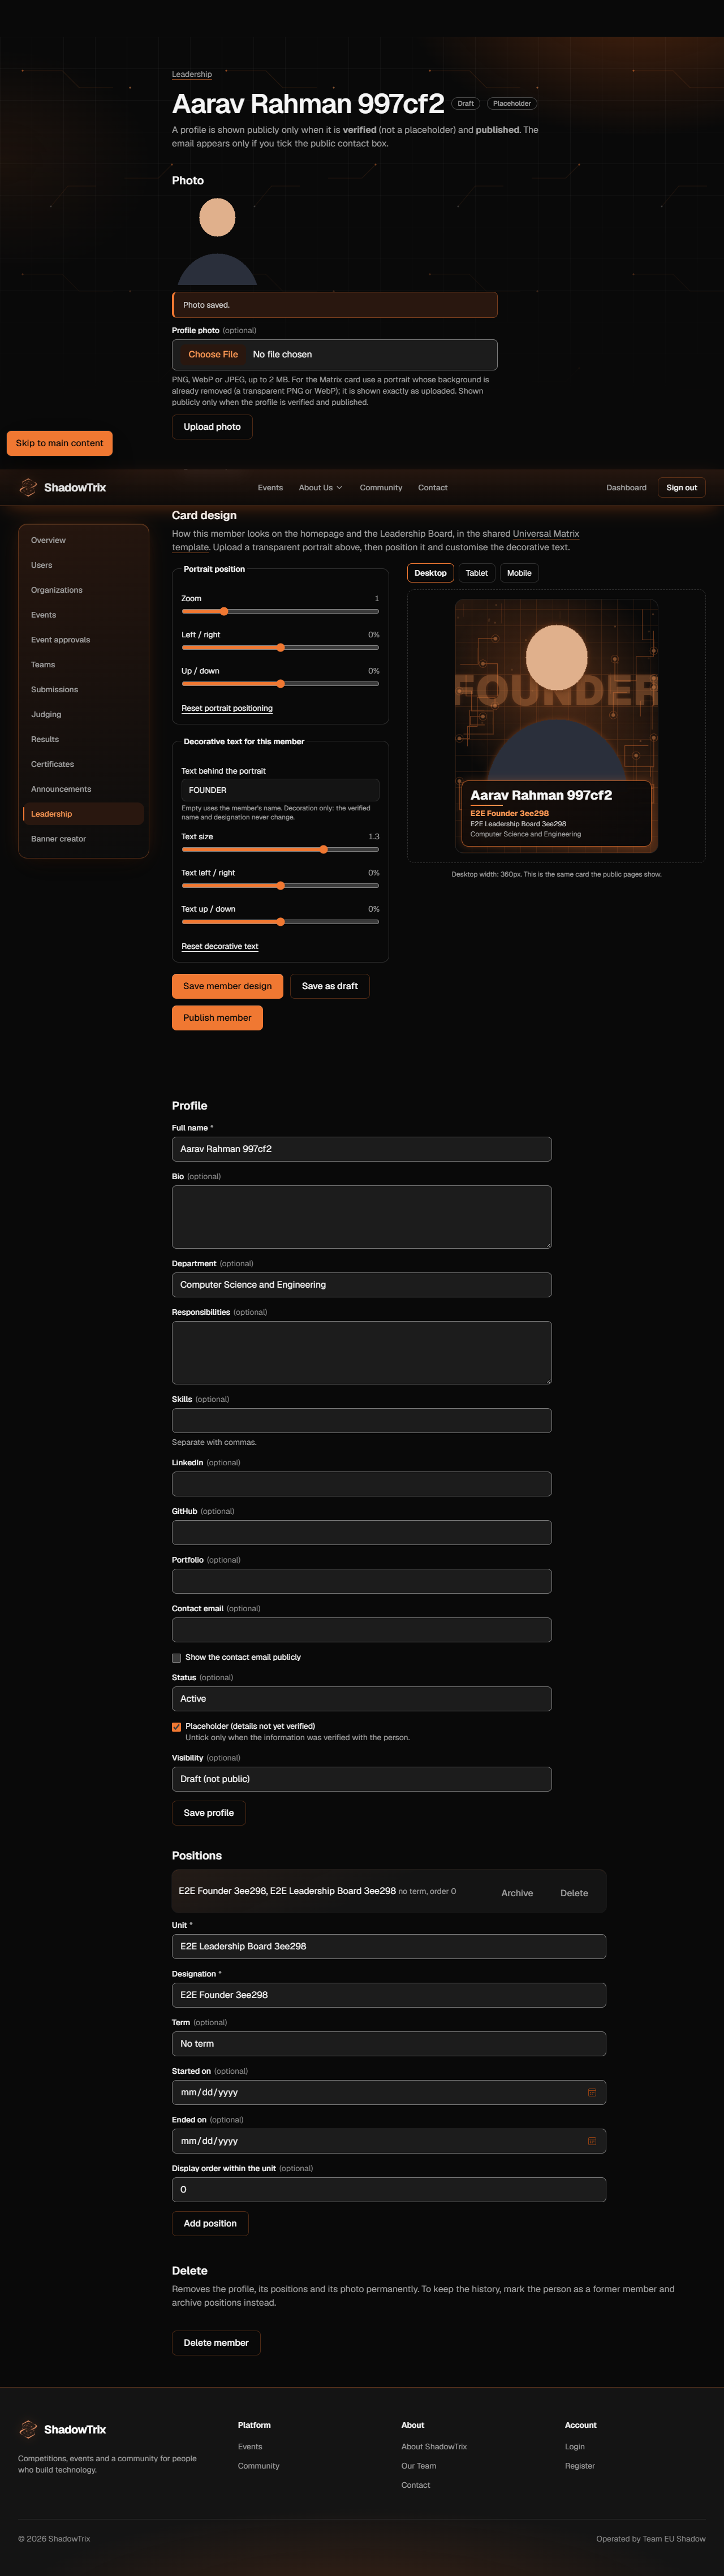 Leadership
Aarav Rahman 997cf2 Draft Placeholder
A profile is shown publicly only when it is verified (not a placeholder) and published. The
email appears only if you tick the public contact box.
Photo
Photo saved.
Profile photo (optional)
Choose File No file chosen
PNG, WebP or JPEG, up to 2 MB. For the Matrix card use a portrait whose background is
already removed (a transparent PNG or WebP); it is shown exactly as uploaded. Shown
publicly only when the profile is verified and published.
Upload photo
Skip to main content
ShadowTrix
Events
About Us
Community
Contact
Dashboard
Sign out
Overview
Users
Organizations
Events
Event approvals
Teams
Submissions
Judging
Results
Certificates
Announcements
Leadership
Banner creator
Card design
How this member looks on the homepage and the Leadership Board, in the shared Universal Matrix
template. Upload a transparent portrait above, then position it and customise the decorative text.
Portrait position
Zoom 1
Left / right 0%
Up / down 0%
Reset portrait positioning
Decorative text for this member
Text behind the portrait
FOUNDER
Empty uses the member's name. Decoration only: the verified
name and designation never change.
Text size 1.3
Text left / right 0%
Text up / down 0%
Reset decorative text
Desktop
Tablet
Mobile
FOUNDER
Aarav Rahman 997cf2
E2E Founder 3ee298
E2E Leadership Board 3ee298
Computer Science and Engineering
Desktop width: 360px. This is the same card the public pages show.
Save member design
Save as draft
Publish member
Profile
Full name *
Aarav Rahman 997cf2
Bio (optional)
Department (optional)
Computer Science and Engineering
Responsibilities (optional)
Skills (optional)
Separate with commas.
LinkedIn (optional)
GitHub (optional)
Portfolio (optional)
Contact email (optional)
Show the contact email publicly
Status (optional)
Active
Placeholder (details not yet verified)
Untick only when the information was verified with the person.
Visibility (optional)
Draft (not public)
Save profile
Positions
E2E Founder 3ee298, E2E Leadership Board 3ee298 no term, order 0
Archive
Delete
Unit *
E2E Leadership Board 3ee298
Designation *
E2E Founder 3ee298
Term (optional)
No term
Started on (optional)
mm/dd/yyyy
Ended on (optional)
mm/dd/yyyy
Display order within the unit (optional)
0
Add position
Delete
Removes the profile, its positions and its photo permanently. To keep the history, mark the person as a former member and
archive positions instead.
Delete member
ShadowTrix
Competitions, events and a community for people
who build technology.
Platform
Events
Community
About
About ShadowTrix
Our Team
Contact
Account
Login
Register
© 2026 ShadowTrix
Operated by Team EU Shadow